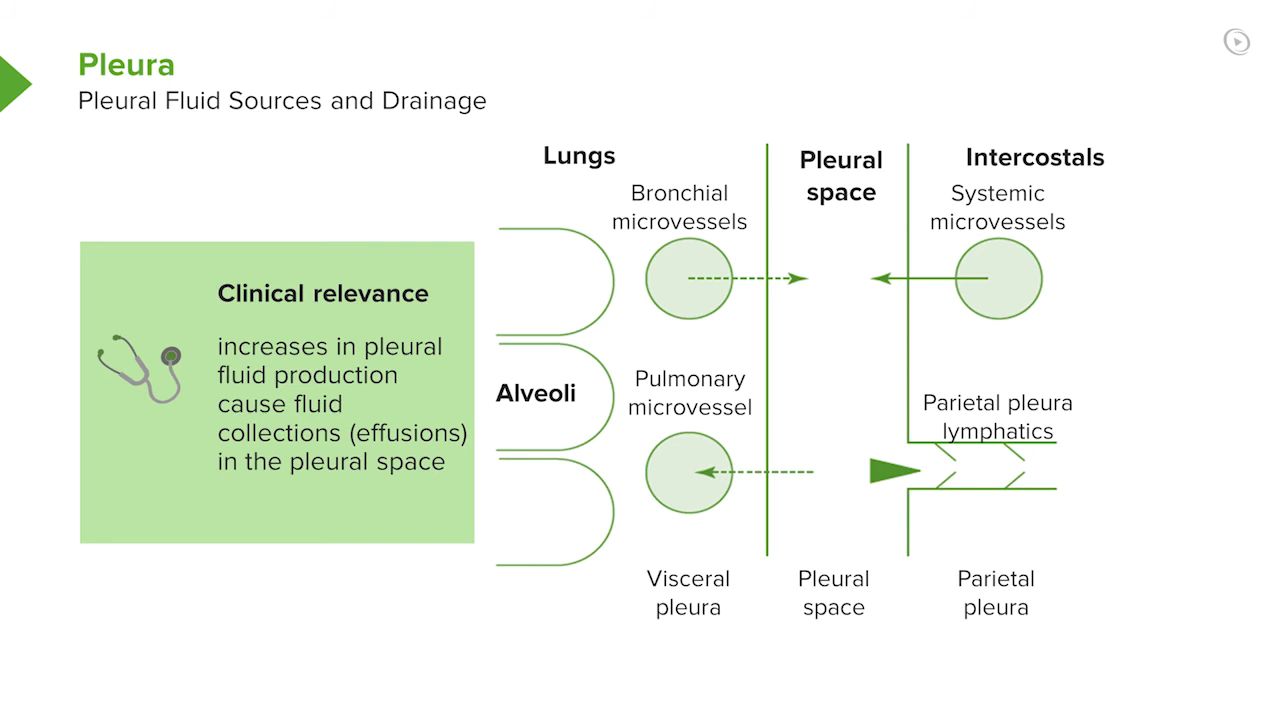 Pleura
Pleural Fluid Sources and Drainage
Clinical relevance
increases in pleural
fluid production
cause fluid
collections (effusions)
in the pleural space
Lungs
Bronchial
microvessels
Alveoli
Pulmonary
microvessel
Visceral
pleura
Pleural
space
Pleural
space
Intercostals
Systemic
microvessels
Parietal pleura
lymphatics
Parietal
pleura